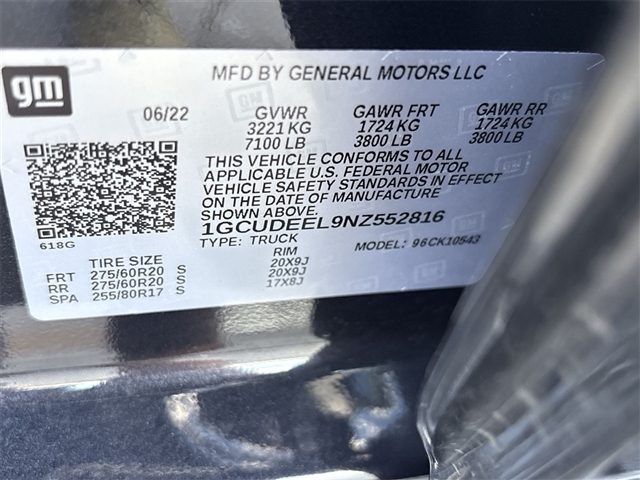 gm
MFD BY GENERAL MOTORS LLC
06/22 GVWR GAWR FRT GAWR RR
3221 KG 1724 KG 1724 KG
7100 LB 3800 LB 3800 LB
THIS VEHICLE CONFORMS TO ALL
APPLICABLE U.S. FEDERAL MOTOR
VEHICLE SAFETY STANDARDS IN EFFECT
ON THE DATE OF MANUFACTURE
SHOWN ABOVE.
1GCUDEEL9NZ552816
618G TYPE: TRUCK MODEL: 96CK10543
TIRE SIZE RIM
FRT 275/60R20 S 20X9J
RR 275/60R20 S 20X9J
SPA 255/80R17 S 17X8J